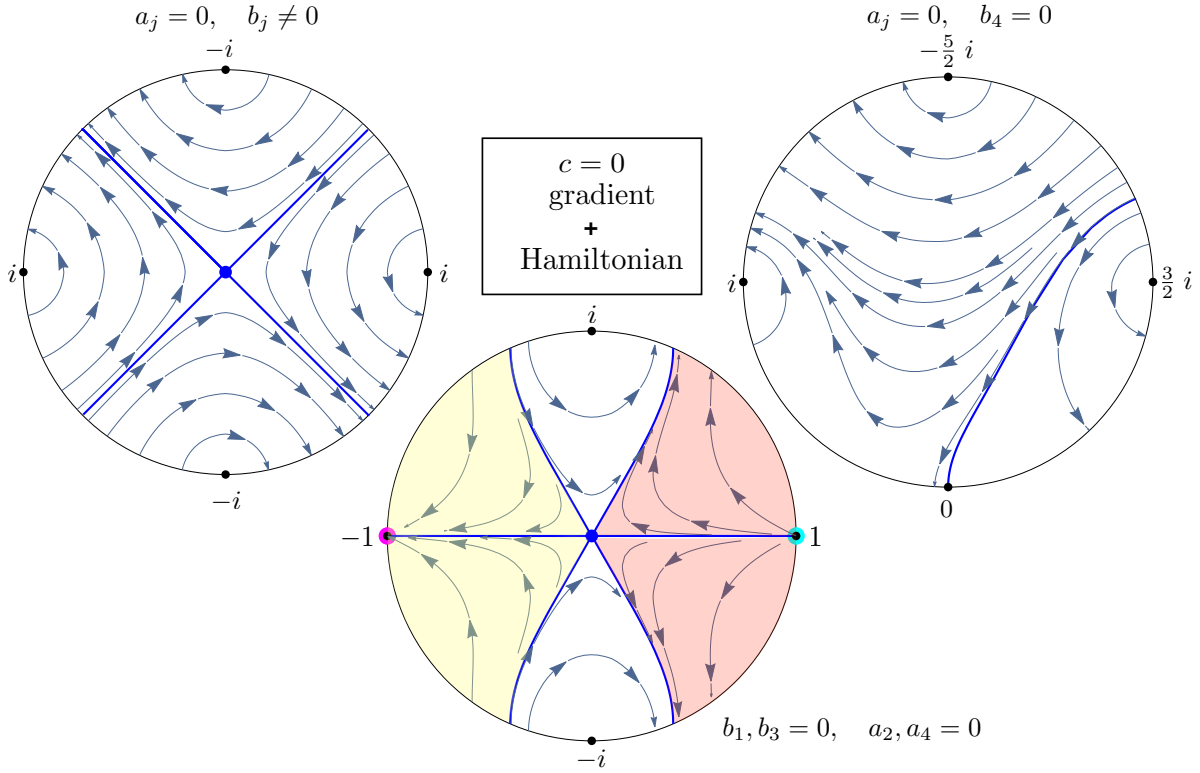 a_j = 0, b_j ≠ 0
−i
i
i
−i
c = 0
gradient
+
Hamiltonian
a_j = 0, b_4 = 0
−5/2 i
i
3/2 i
0
i
−1
1
−i
b_1, b_3 = 0, a_2, a_4 = 0